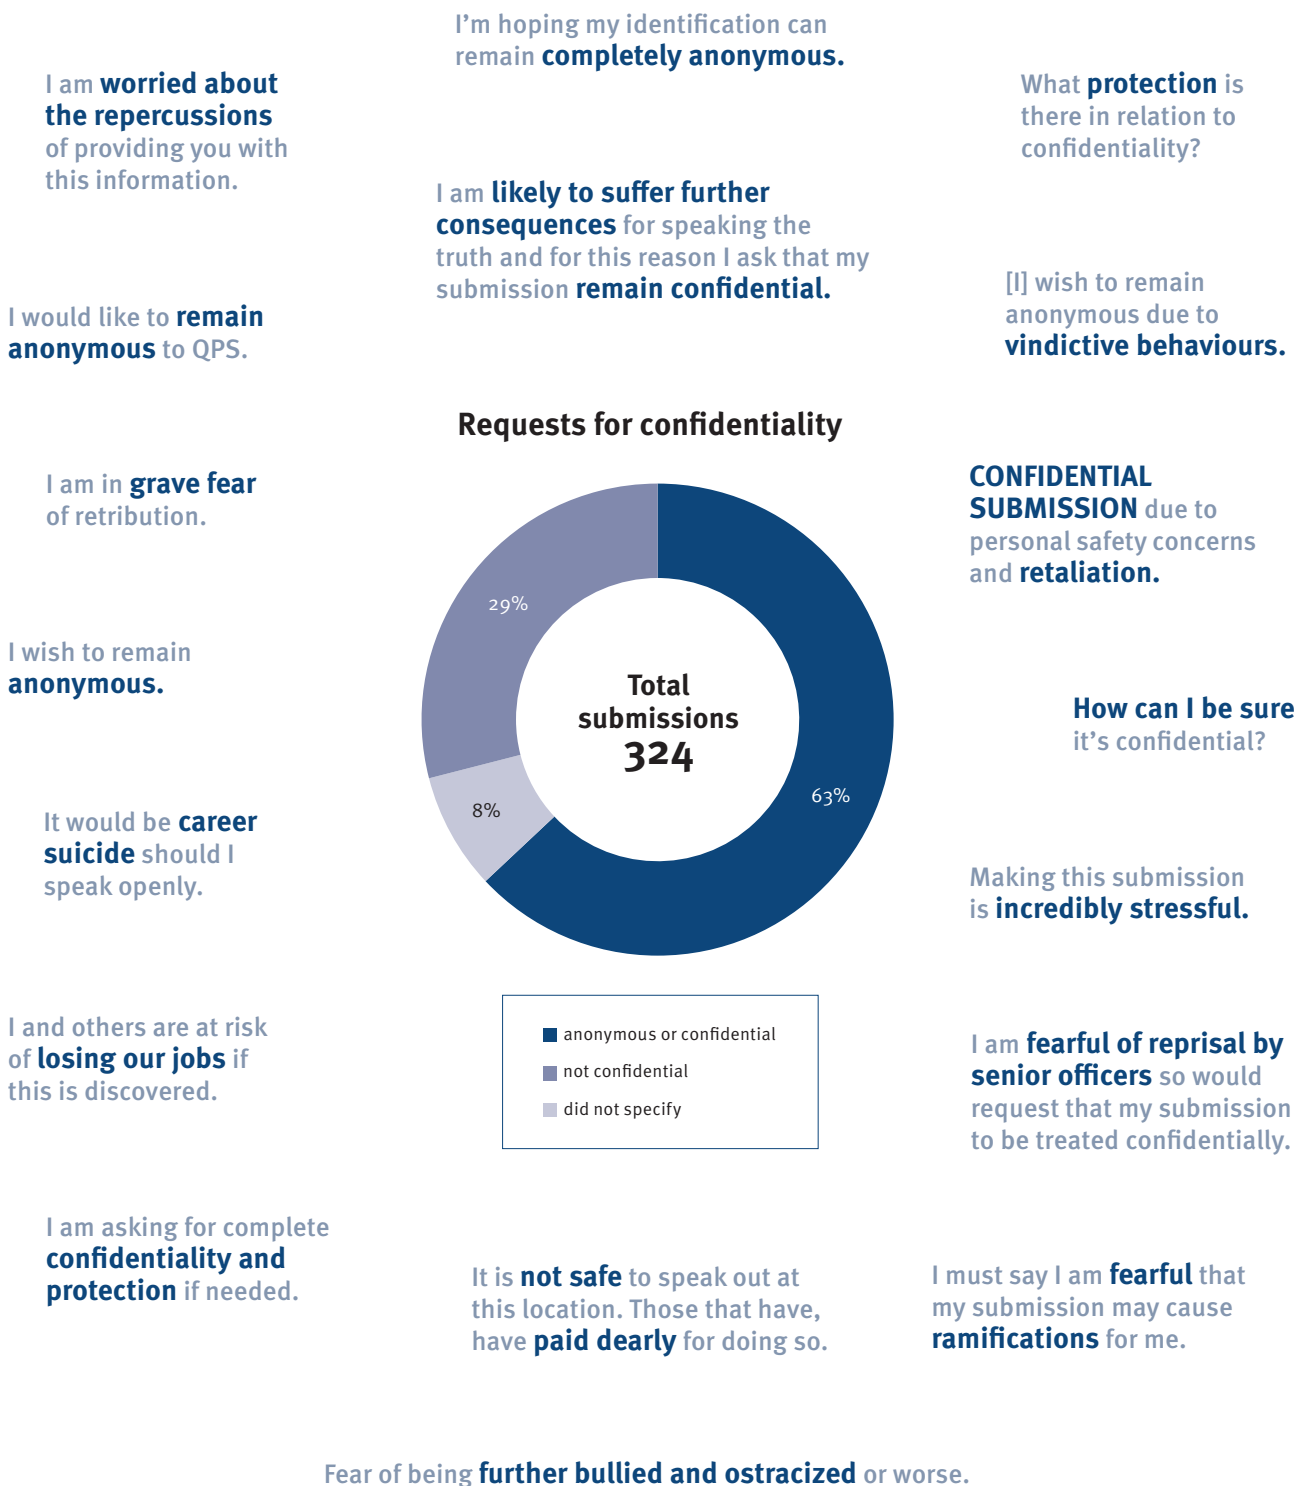 I'm hoping my identification can
remain completely anonymous.
I am worried about
the repercussions
of providing you with
this information.
What protection is
there in relation to
confidentiality?
I am likely to suffer further
consequences for speaking the
truth and for this reason I ask that my
submission remain confidential.
[I] wish to remain
anonymous due to
vindictive behaviours.
I would like to remain
anonymous to QPS.
Requests for confidentiality
I am in grave fear
of retribution.
CONFIDENTIAL
SUBMISSION due to
personal safety concerns
and retaliation.
29%
Total
submissions
324
63%
8%
I wish to remain
anonymous.
How can I be sure
it's confidential?
It would be career
suicide should I
speak openly.
Making this submission
is incredibly stressful.
anonymous or confidential
not confidential
did not specify
I and others are at risk
of losing our jobs if
this is discovered.
I am fearful of reprisal by
senior officers so would
request that my submission
to be treated confidentially.
I am asking for complete
confidentiality and
protection if needed.
It is not safe to speak out at
this location. Those that have,
have paid dearly for doing so.
I must say I am fearful that
my submission may cause
ramifications for me.
Fear of being further bullied and ostracized or worse.